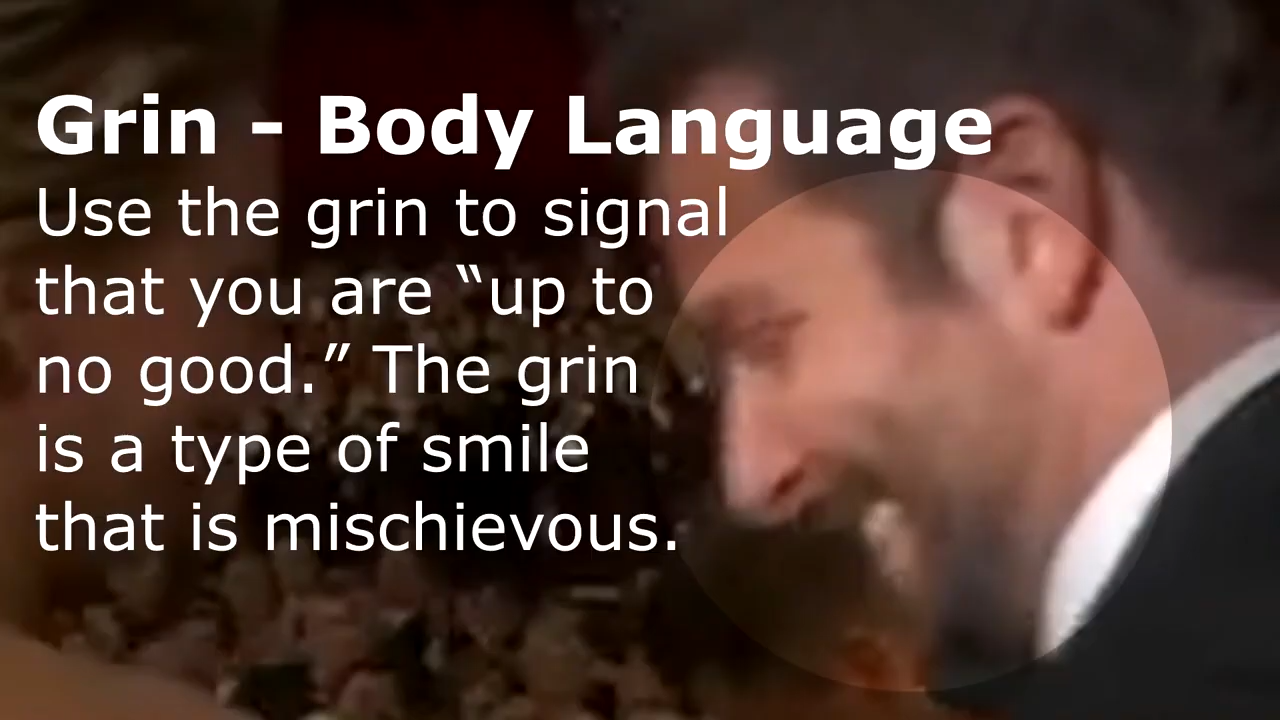 Grin - Body Language
Use the grin to signal
that you are “up to
no good.” The grin
is a type of smile
that is mischievous.